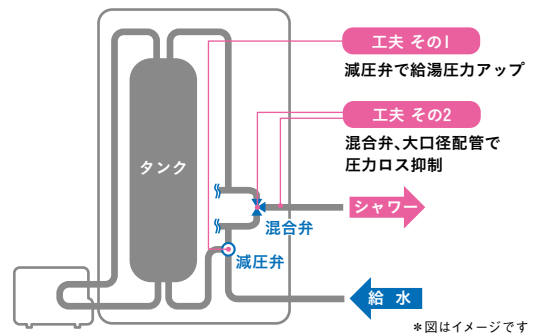 工夫 その1
減圧弁で給湯圧力アップ
工夫 その2
混合弁、大口径配管で
圧力ロス抑制
タンク
シャワー
混合弁
減圧弁
給水
＊図はイメージです